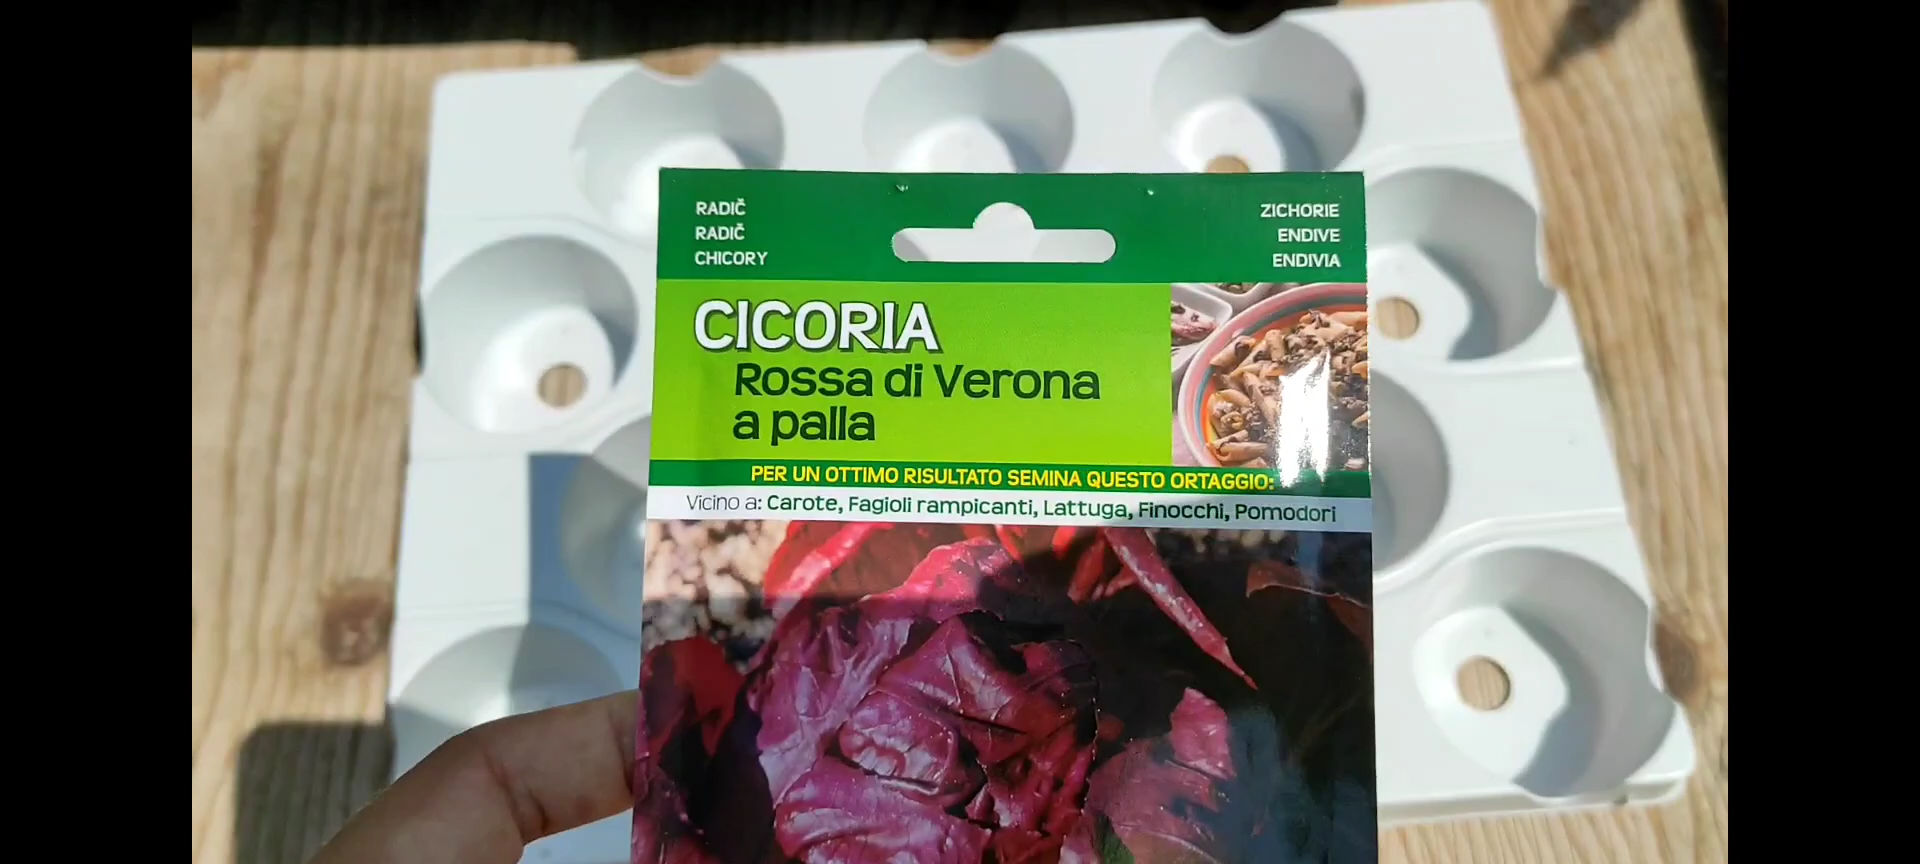 RADIČ
RADIČ
CHICORY
ZICHORIE
ENDIVE
ENDIVIA
CICORIA
Rossa di Verona
a palla
PER UN OTTIMO RISULTATO SEMINA QUESTO ORTAGGIO:
Vicino a: Carote, Fagioli rampicanti, Lattuga, Finocchi, Pomodori